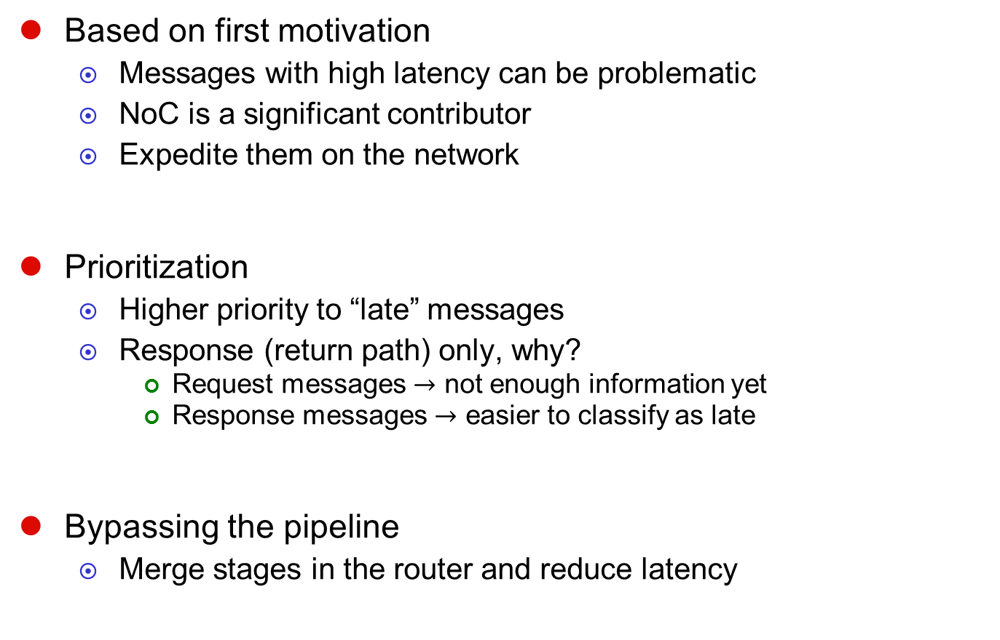 Based on first motivation
Messages with high latency can be problematic
NoC is a significant contributor
Expedite them on the network
Prioritization
Higher priority to “late” messages
Response (return path) only, why?
Request messages → not enough information yet
Response messages → easier to classify as late
Bypassing the pipeline
Merge stages in the router and reduce latency